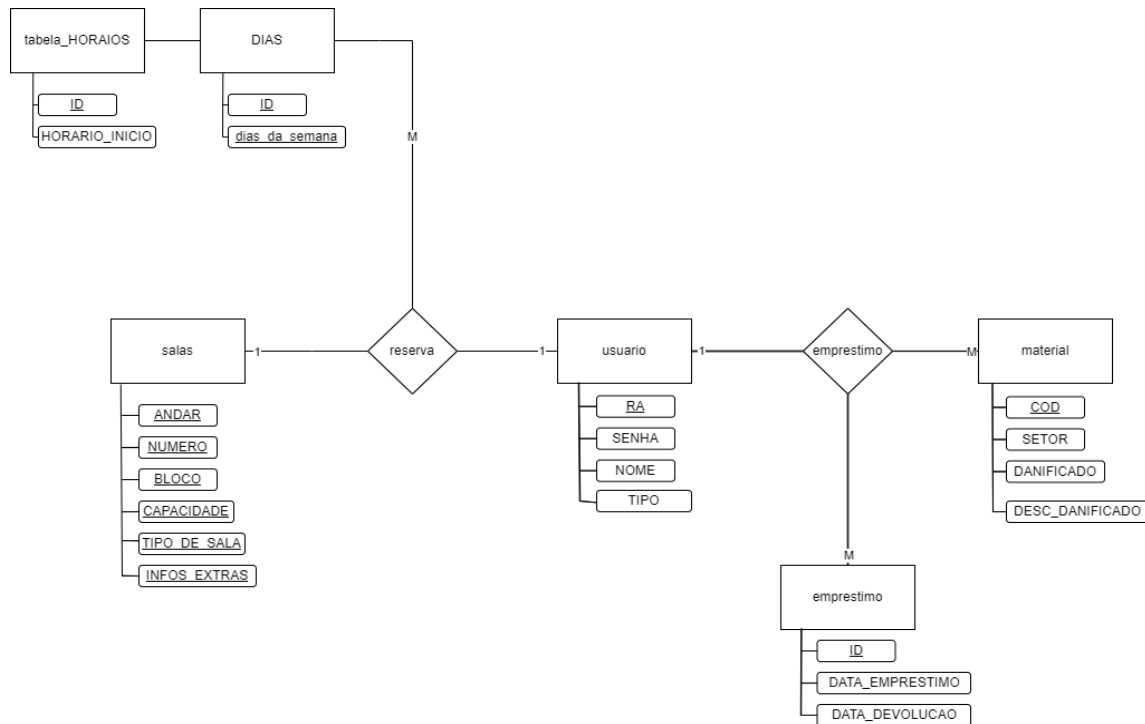 tabela_HORAIOS
DIAS
ID
HORARIO_INICIO
ID
dias_da_semana
M
salas
1
reserva
1
usuario
1
emprestimo
M
material
ANDAR
NUMERO
BLOCO
CAPACIDADE
TIPO_DE_SALA
INFOS_EXTRAS
RA
SENHA
NOME
TIPO
COD
SETOR
DANIFICADO
DESC_DANIFICADO
M
emprestimo
ID
DATA_EMPRESTIMO
DATA_DEVOLUCAO